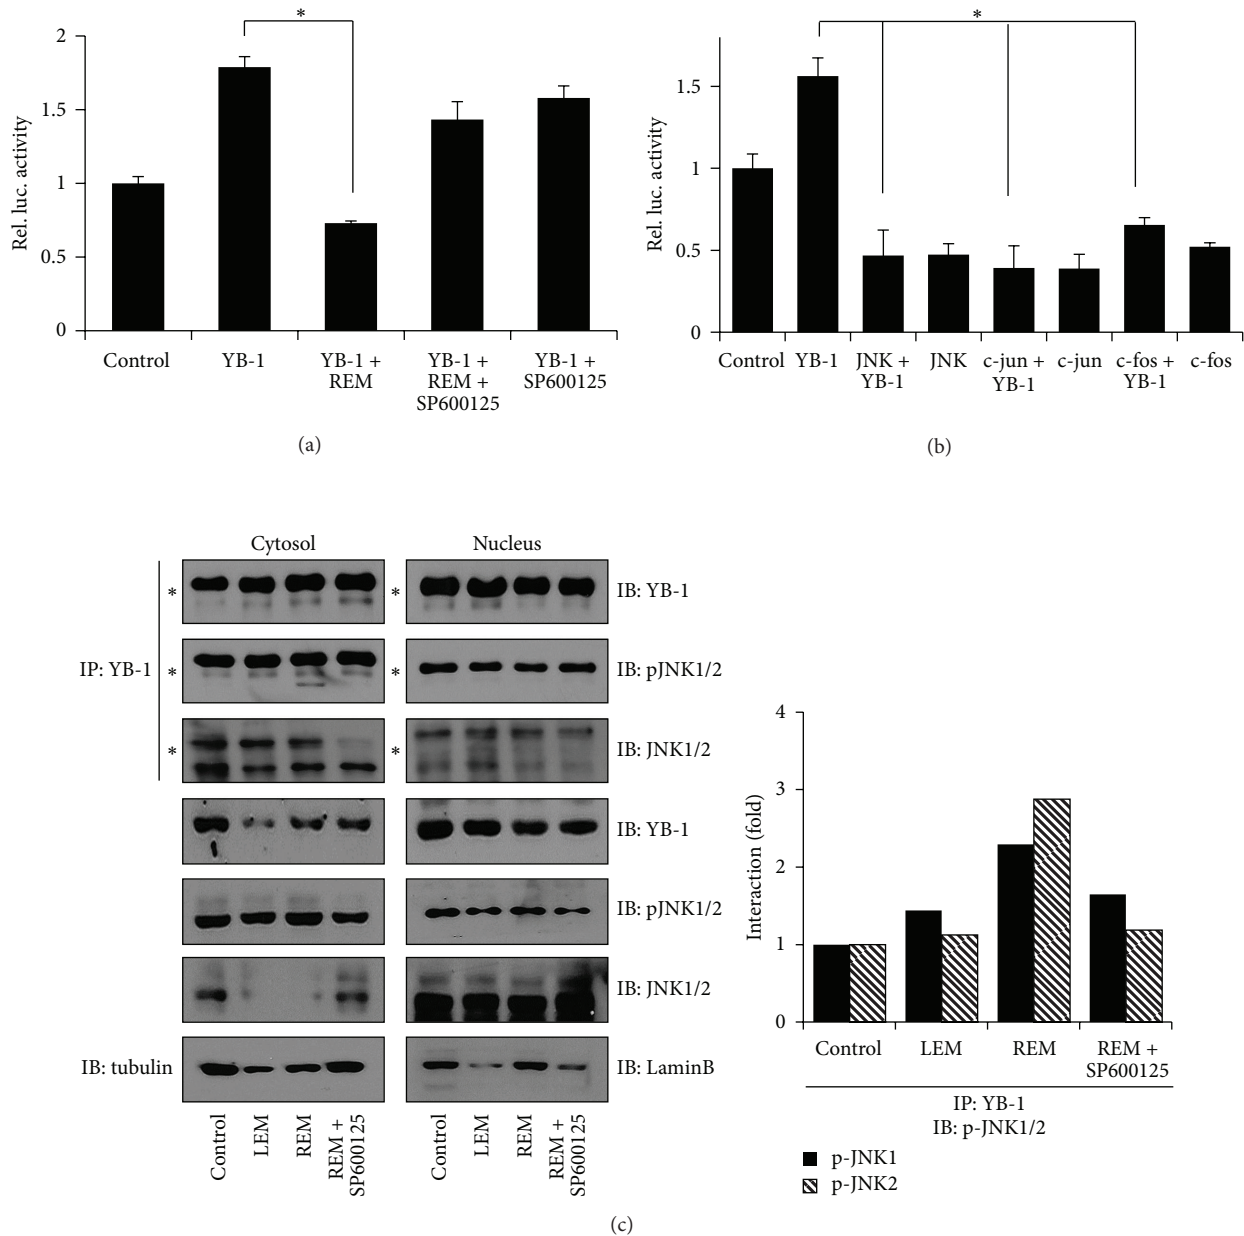 *
2
1.5
1
0.5
0
Rel. luc. activity
Control
YB-1
YB-1 +
REM
YB-1 +
REM +
SP600125
YB-1 +
SP600125
(a)
*
1.5
1
0.5
0
Rel. luc. activity
Control
YB-1
JNK +
YB-1
JNK
c-jun +
YB-1
c-jun
c-fos +
YB-1
c-fos
(b)
Cytosol
Nucleus
IP: YB-1
* * IB: YB-1
* * IB: pJNK1/2
* * IB: JNK1/2
IB: YB-1
IB: pJNK1/2
IB: JNK1/2
IB: tubulin
IB: LaminB
Control
LEM
REM
REM +
SP600125
Control
LEM
REM
REM +
SP600125
4
3
2
1
0
Interaction (fold)
Control
LEM
REM
REM +
SP600125
IP: YB-1
IB: p-JNK1/2
p-JNK1
p-JNK2
(c)